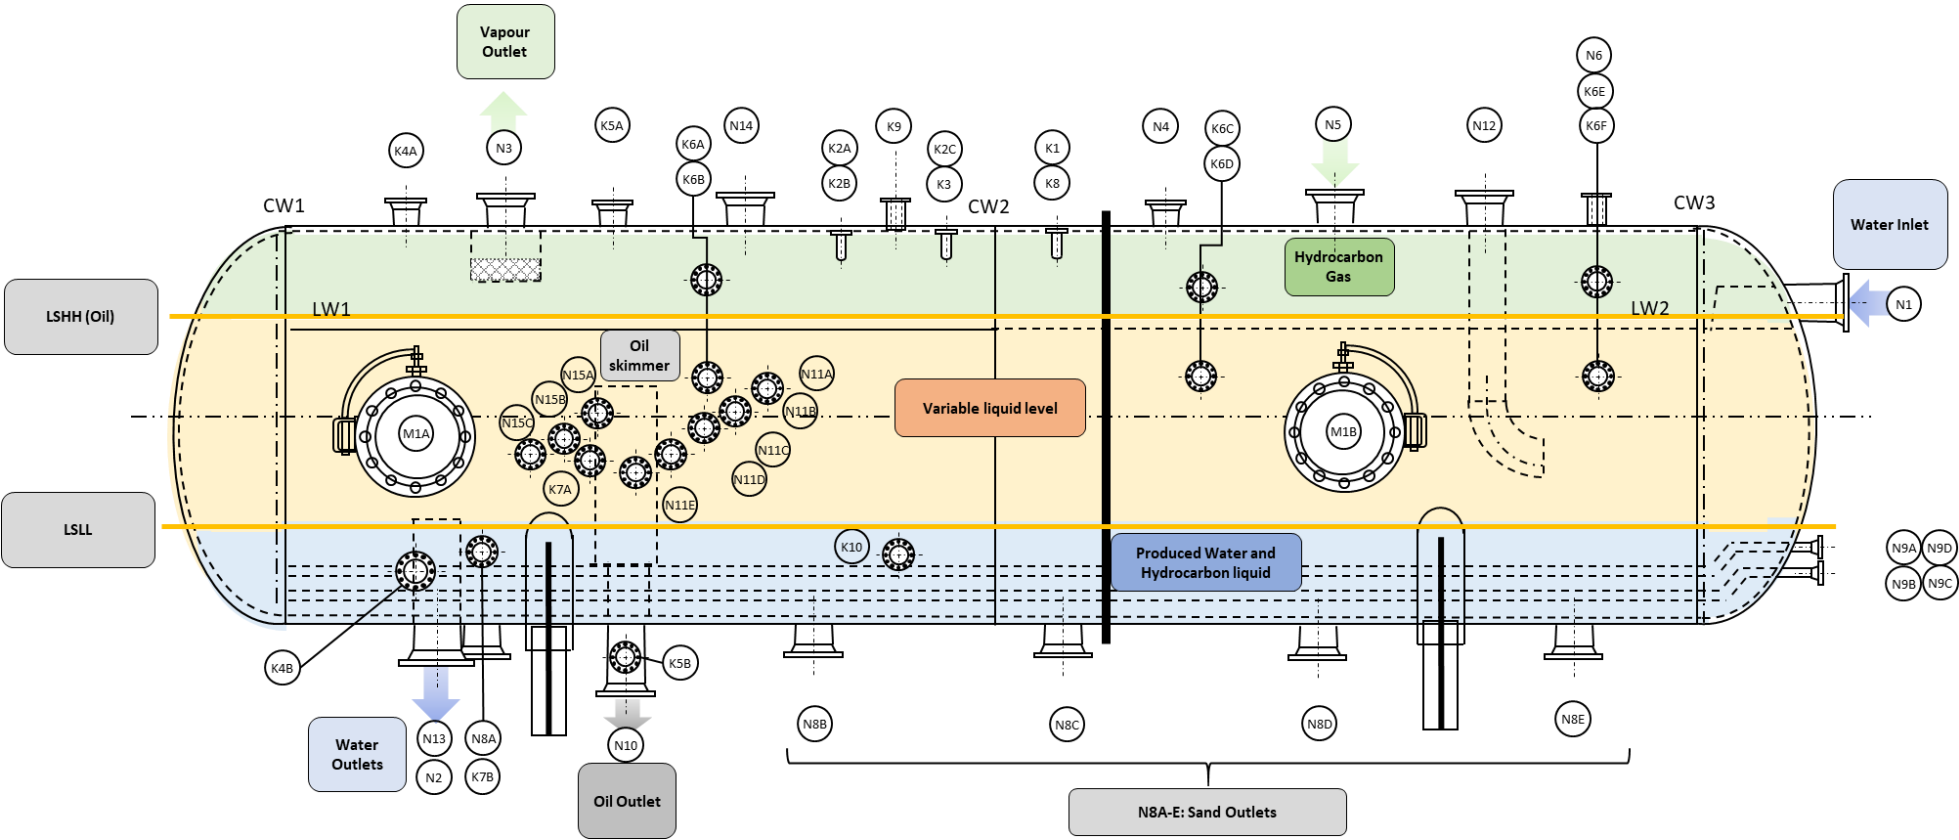 Vapour
Outlet
N6
K6E
K6F
K4A
N3
K5A
K6A
K6B
N14
K2A
K2B
K9
K2C
K3
K1
K8
N4
K6C
K6D
N5
N12
CW1
CW2
CW3
Water Inlet
Hydrocarbon
Gas
LSHH (Oil)
LW1
LW2
N1
Oil
skimmer
N15A
N15B
N15C
N11A
N11B
N11C
N11D
N11E
Variable liquid level
M1A
M1B
K7A
LSLL
K10
Produced Water and
Hydrocarbon liquid
N9A
N9D
N9B
N9C
K4B
K5B
N13
N2
N8A
K7B
N10
N8B
N8C
N8D
N8E
Water
Outlets
Oil Outlet
N8A-E: Sand Outlets